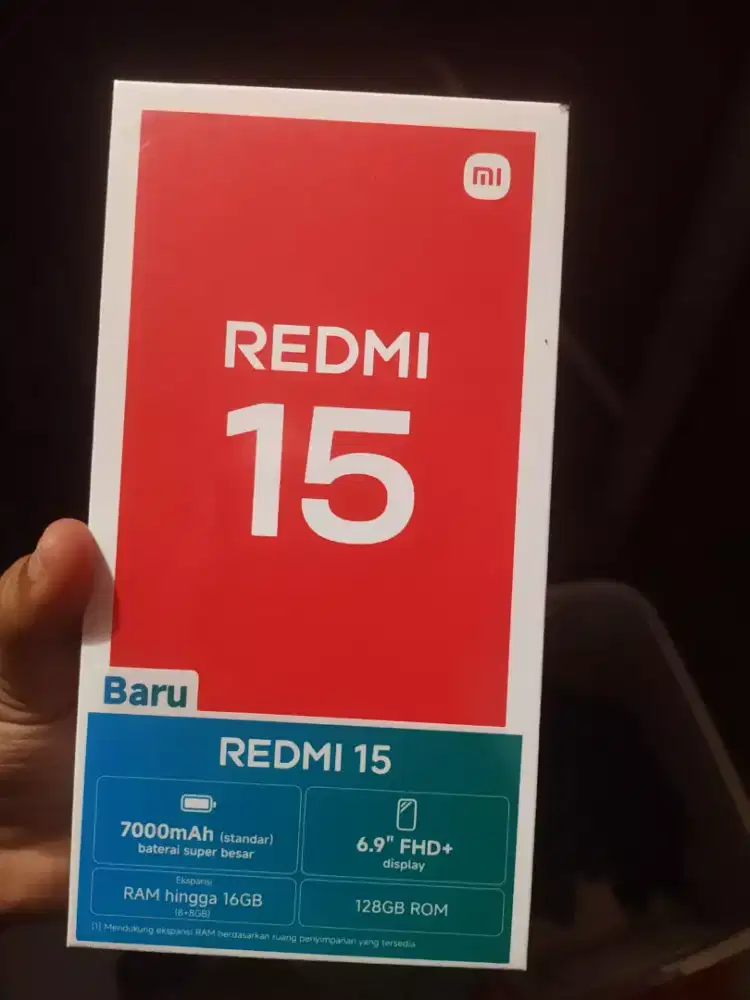 mi
REDMI
15
Baru
REDMI 15
7000mAh (standar)
baterai super besar
6.9" FHD+
display
Ekspansi
RAM hingga 16GB
(8+8GB)
128GB ROM
[1] Mendukung ekspansi RAM berdasarkan ruang penyimpanan yang tersedia